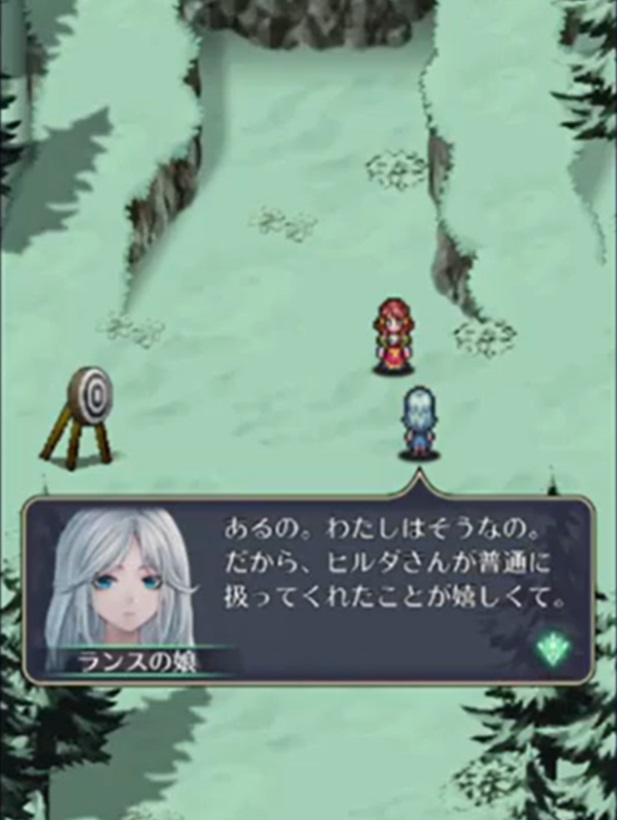 あるの。わたしはそうなの。
だから、ヒルダさんが普通に
扱ってくれたことが嬉しくて。
ランスの娘